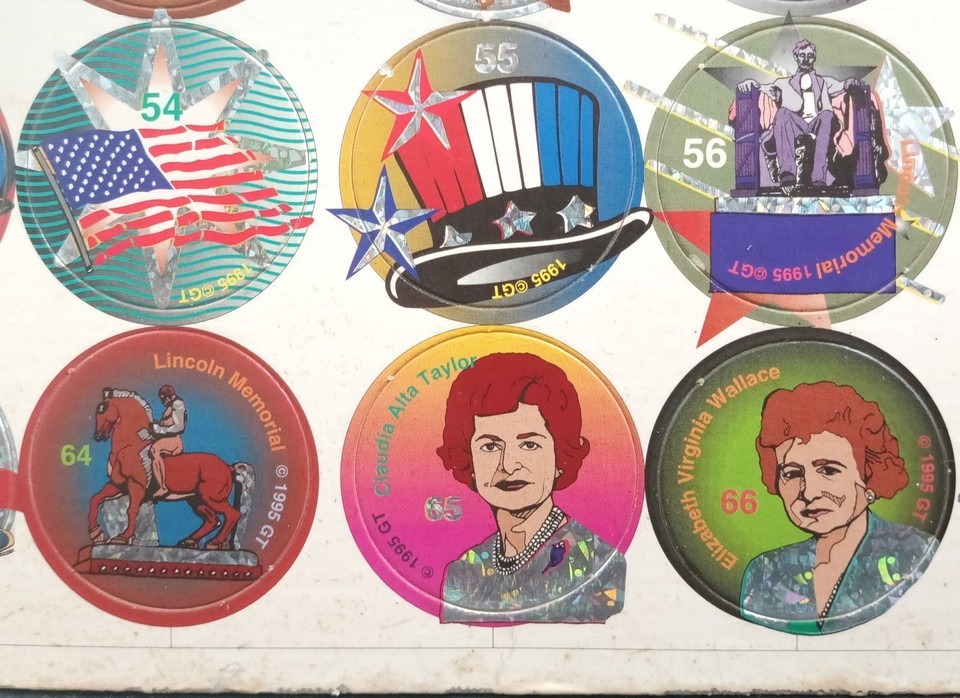 54
1995 ©GT
55
1995 ©GT
56
Lincoln Memorial 1995 ©GT
Lincoln Memorial
64
© 1995 GT
Claudia Alta Taylor
65
© 1995 GT
Elizabeth Virginia Wallace
66
© 1995 GT